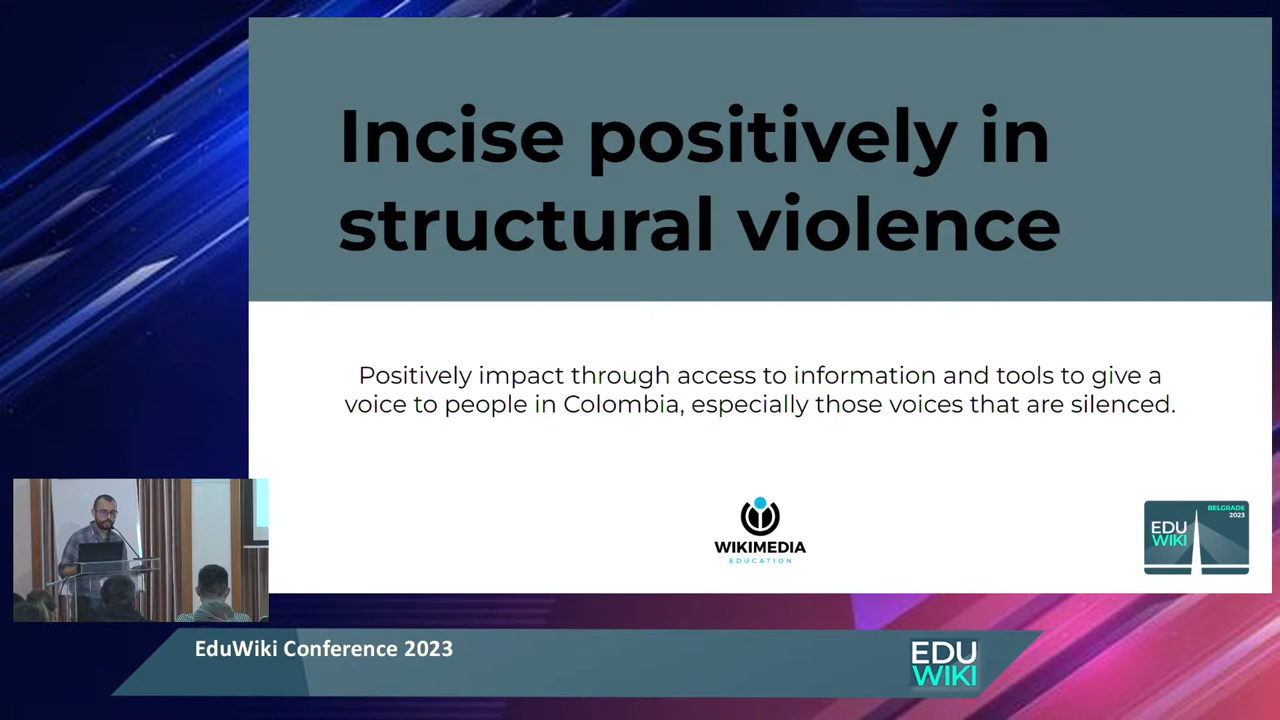 Incise positively in
structural violence
Positively impact through access to information and tools to give a
voice to people in Colombia, especially those voices that are silenced.
WIKIMEDIA
EDUCATION
BELGRADE
2023
EDU
WIKI
EduWiki Conference 2023
EDU
WIKI